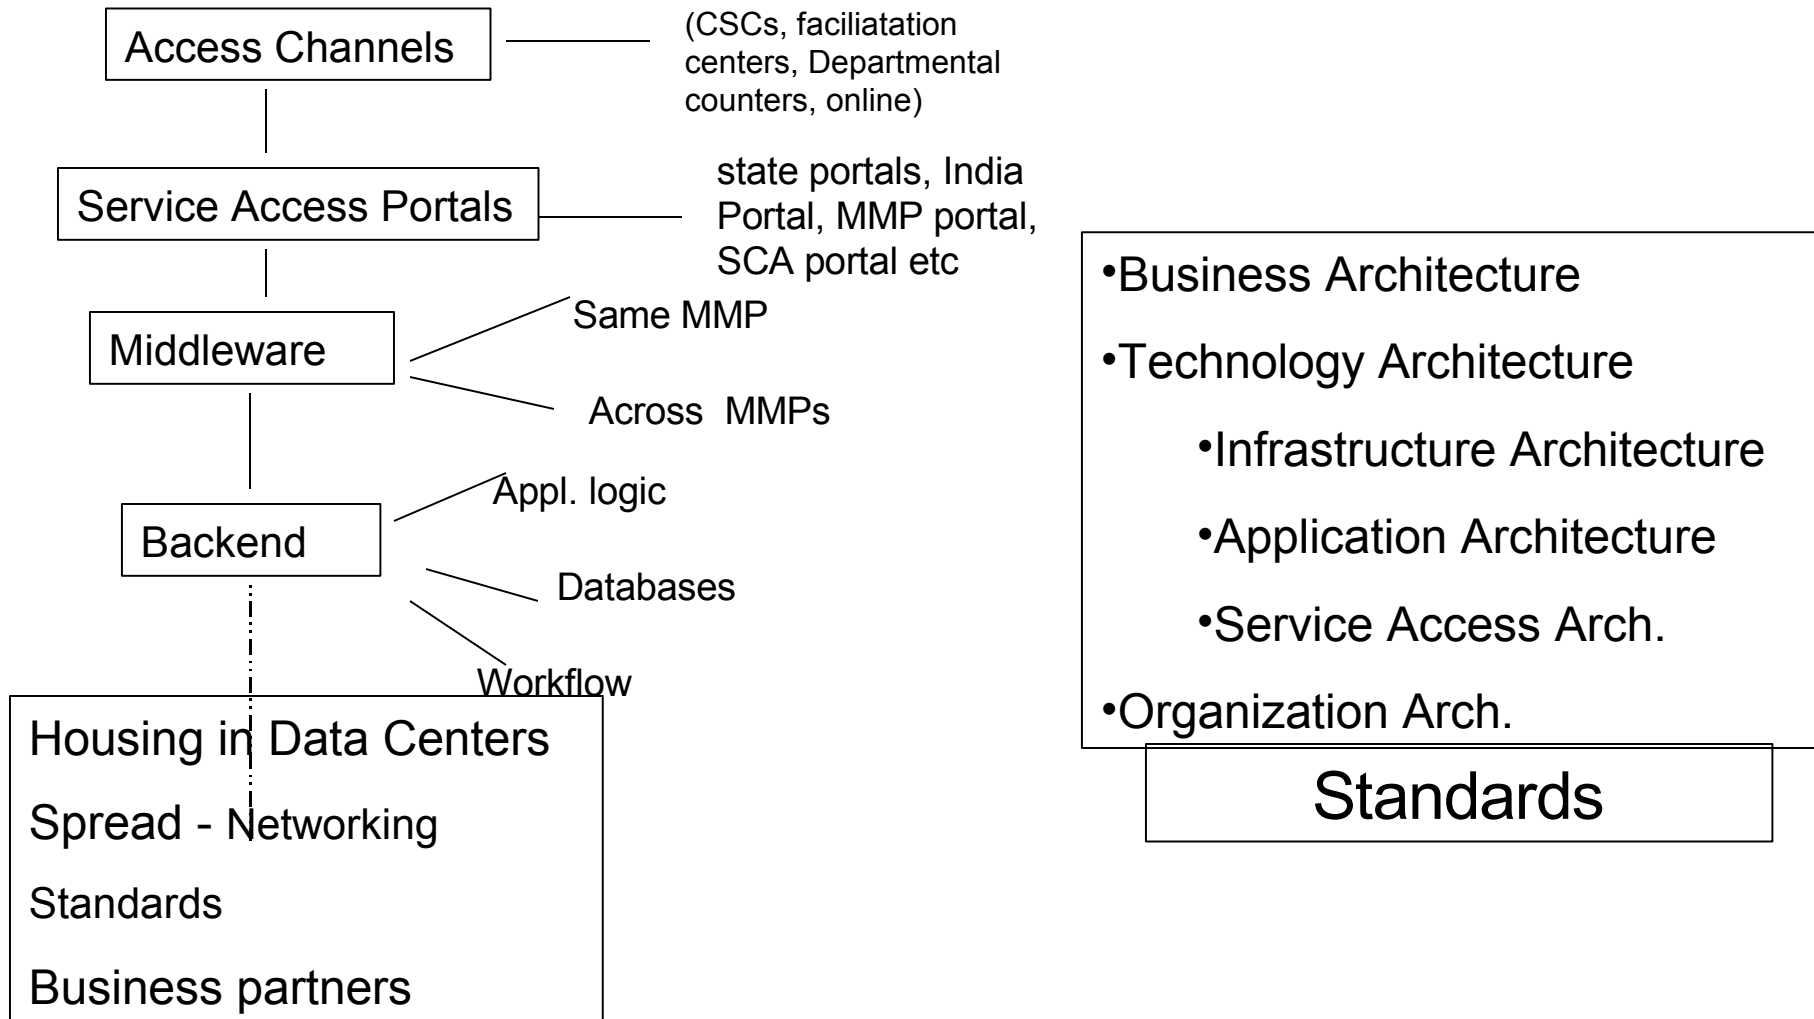 Access Channels
(CSCs, faciliatation
centers, Departmental
counters, online)
Service Access Portals
state portals, India
Portal, MMP portal,
SCA portal etc
Middleware
Same MMP
Across MMPs
Backend
Appl. logic
Databases
Workflow
Housing in Data Centers
Spread - Networking
Standards
Business partners
•Business Architecture
•Technology Architecture
•Infrastructure Architecture
•Application Architecture
•Service Access Arch.
•Organization Arch.
Standards